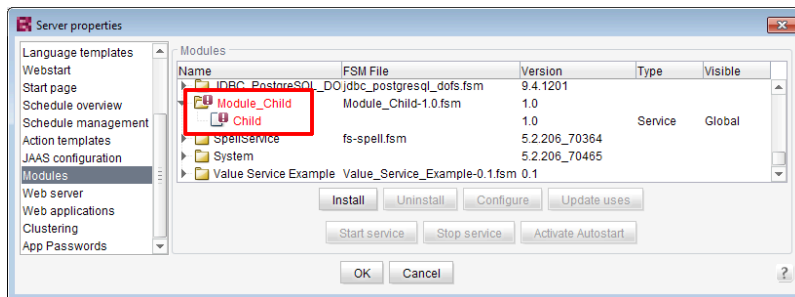 Server properties
Language templates
Webstart
Start page
Schedule overview
Schedule management
Action templates
JAAS configuration
Modules
Web server
Web applications
Clustering
App Passwords
Modules
Name FSM File Version Type Visible
JDBC_PostgreSQL_DO jdbc_postgresql_dofs.fsm 9.4.1201
Module_Child Module_Child-1.0.fsm 1.0
Child 1.0 Service Global
SpellService fs-spell.fsm 5.2.206_70364
System 5.2.206_70465
Value Service Example Value_Service_Example-0.1.fsm 0.1
Install Uninstall Configure Update uses
Start service Stop service Activate Autostart
OK Cancel
?